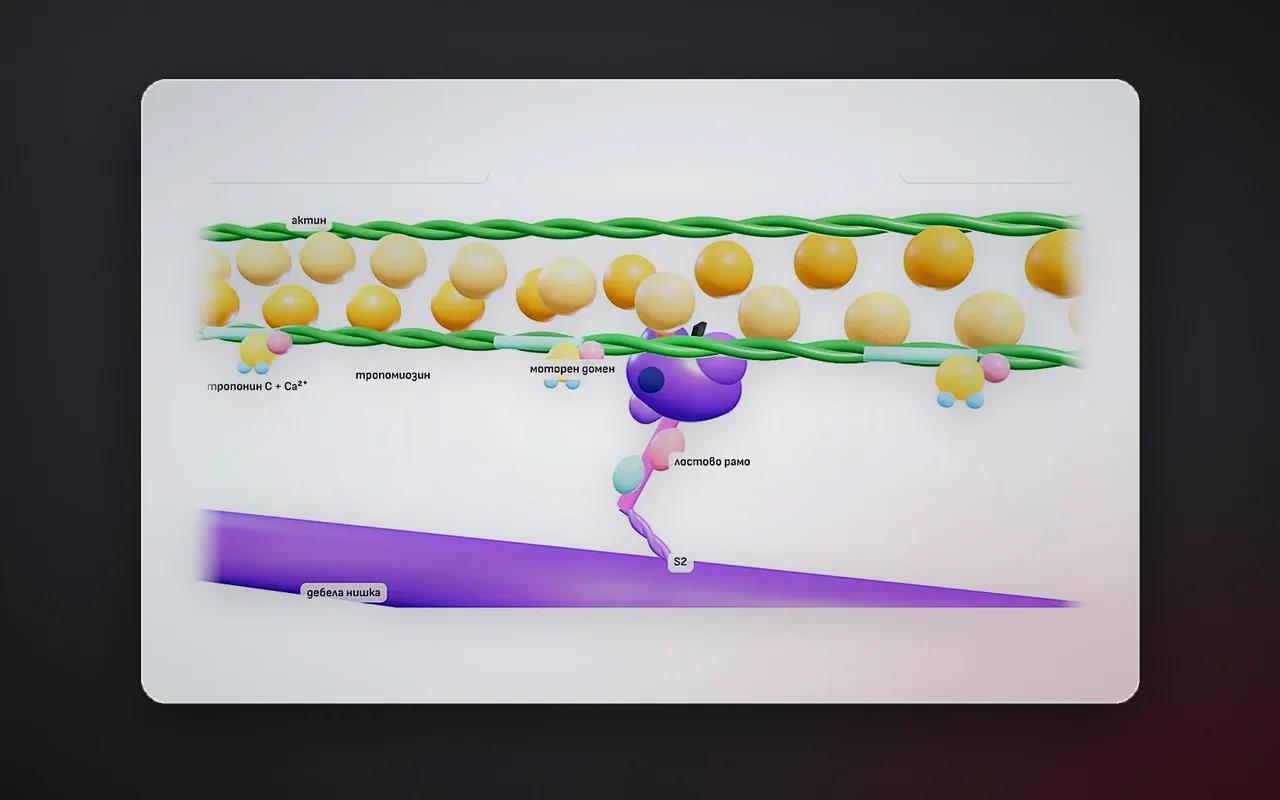 актин
тропонин C + Ca²⁺
тропомиозин
моторен домен
лостово рамо
S2
дебела нишка